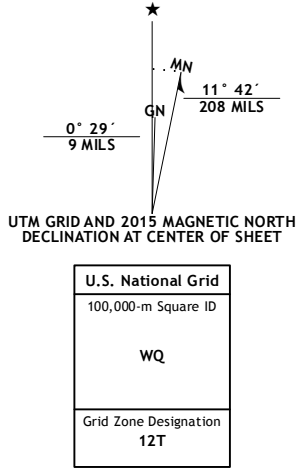 ★
MN
11° 42´
208 MILS
GN
0° 29´
9 MILS
UTM GRID AND 2015 MAGNETIC NORTH
DECLINATION AT CENTER OF SHEET
U.S. National Grid
100,000-m Square ID
WQ
Grid Zone Designation
12T